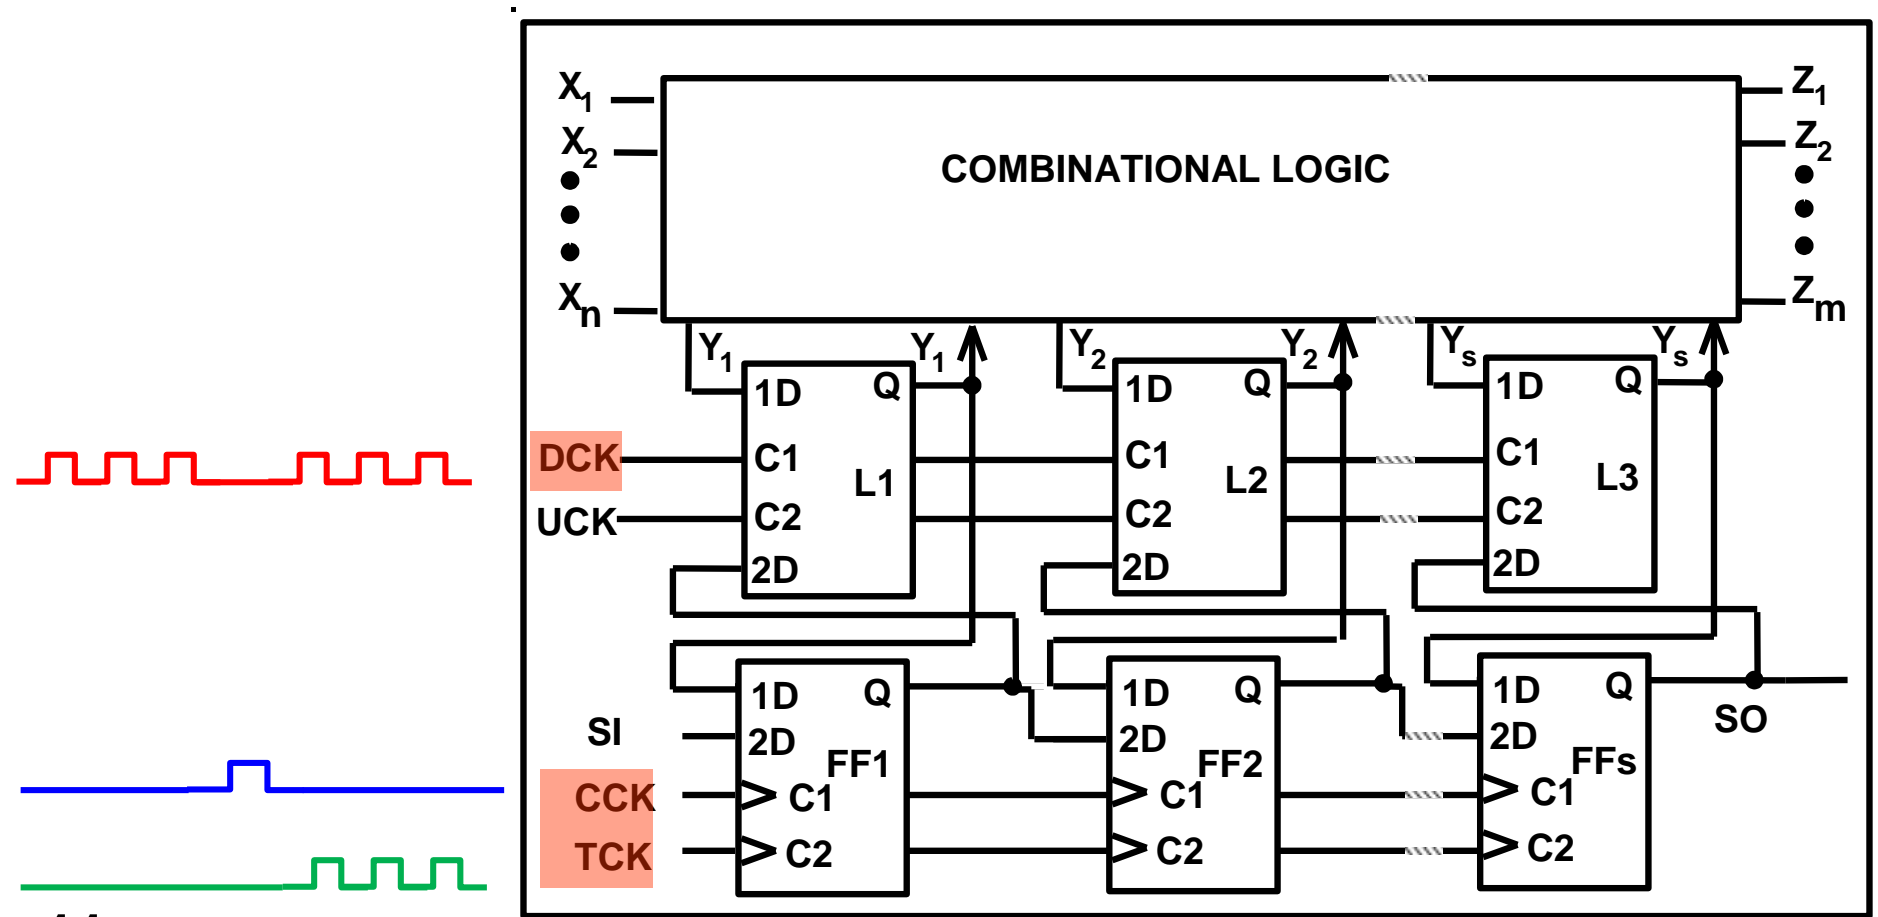 X1
Z1
X2
Z2
COMBINATIONAL LOGIC
Xn
Zm
Y1 Y1 Y2 Y2 Ys Ys
1D Q 1D Q 1D Q
DCK C1 C1 C1
L1 L2 L3
UCK C2 C2 C2
2D 2D 2D
1D Q 1D Q 1D Q
SI 2D 2D 2D SO
FF1 FF2 FFs
CCK C1 C1 C1
TCK C2 C2 C2